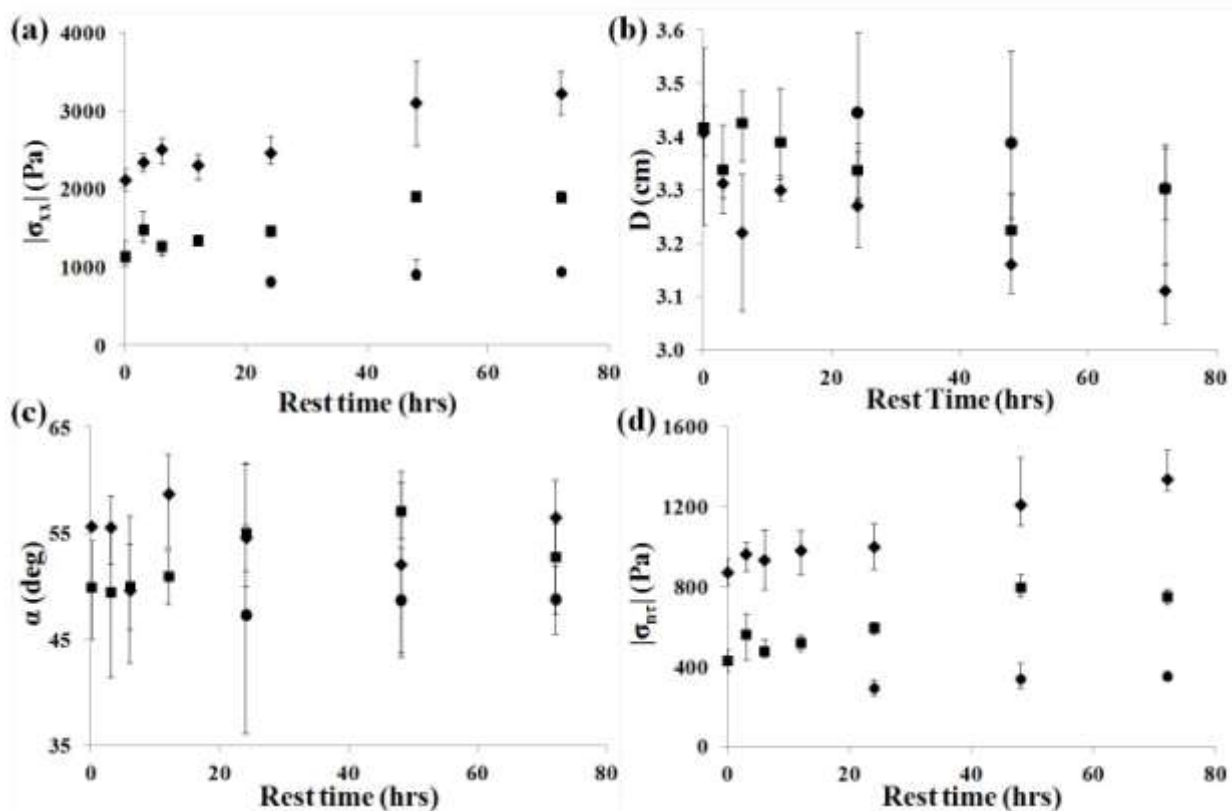 (a)
4000
3000
2000
1000
0
|σxx| (Pa)
0 20 40 60 80
Rest time (hrs)
(b)
3.6
3.5
3.4
3.3
3.2
3.1
3.0
D (cm)
0 20 40 60 80
Rest Time (hrs)
(c)
65
55
45
35
α (deg)
0 20 40 60 80
Rest time (hrs)
(d)
1600
1200
800
400
0
|σnτ| (Pa)
0 20 40 60 80
Rest time (hrs)